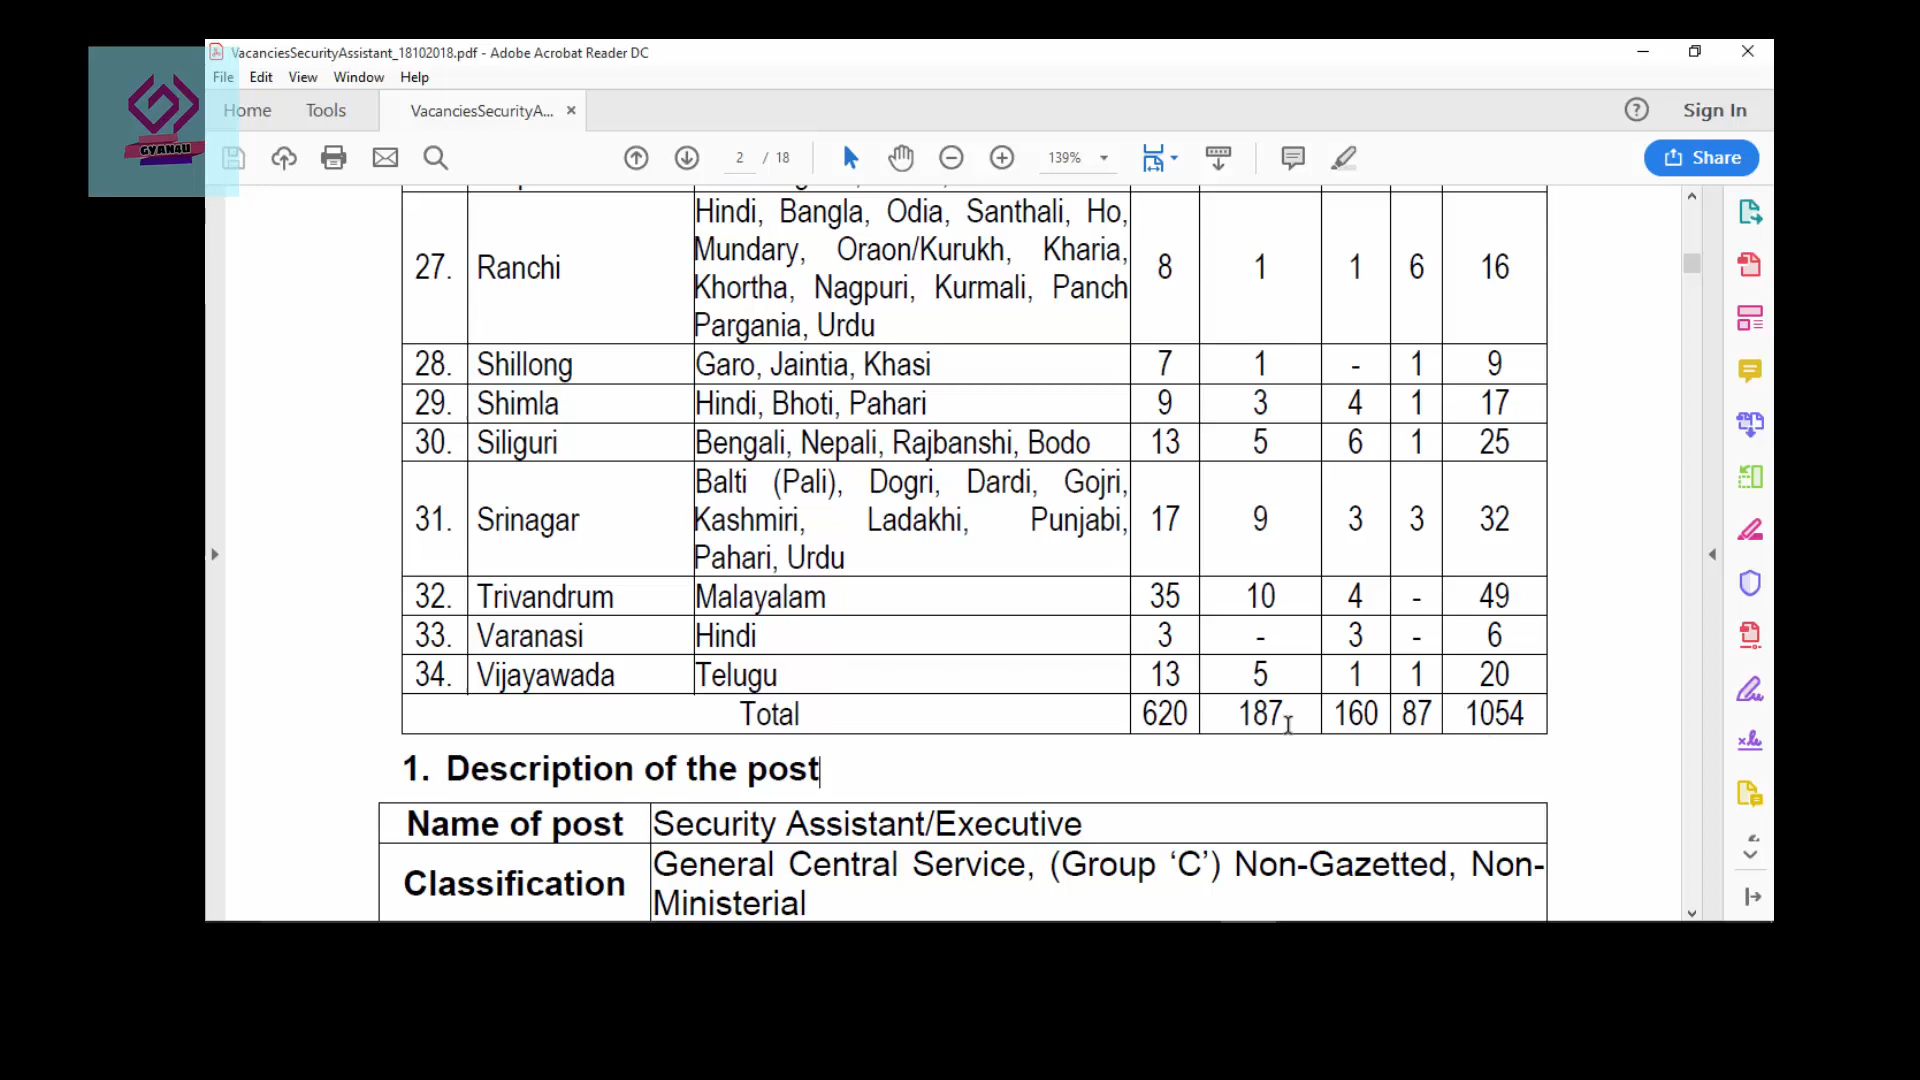 VacanciesSecurityAssistant_18102018.pdf - Adobe Acrobat Reader DC
File Edit View Window Help
Home Tools VacanciesSecurityA... × Sign In
GYAN4U
2 / 18 139% Share
27. Ranchi Hindi, Bangla, Odia, Santhali, Ho, 8 1 1 6 16
Mundary, Oraon/Kurukh, Kharia,
Khortha, Nagpuri, Kurmali, Panch
Pargania, Urdu
28. Shillong Garo, Jaintia, Khasi 7 1 - 1 9
29. Shimla Hindi, Bhoti, Pahari 9 3 4 1 17
30. Siliguri Bengali, Nepali, Rajbanshi, Bodo 13 5 6 1 25
31. Srinagar Balti (Pali), Dogri, Dardi, Gojri, 17 9 3 3 32
Kashmiri, Ladakhi, Punjabi,
Pahari, Urdu
32. Trivandrum Malayalam 35 10 4 - 49
33. Varanasi Hindi 3 - 3 - 6
34. Vijayawada Telugu 13 5 1 1 20
Total 620 187 160 87 1054
1. Description of the post
Name of post Security Assistant/Executive
Classification General Central Service, (Group ‘C’) Non-Gazetted, Non-
Ministerial